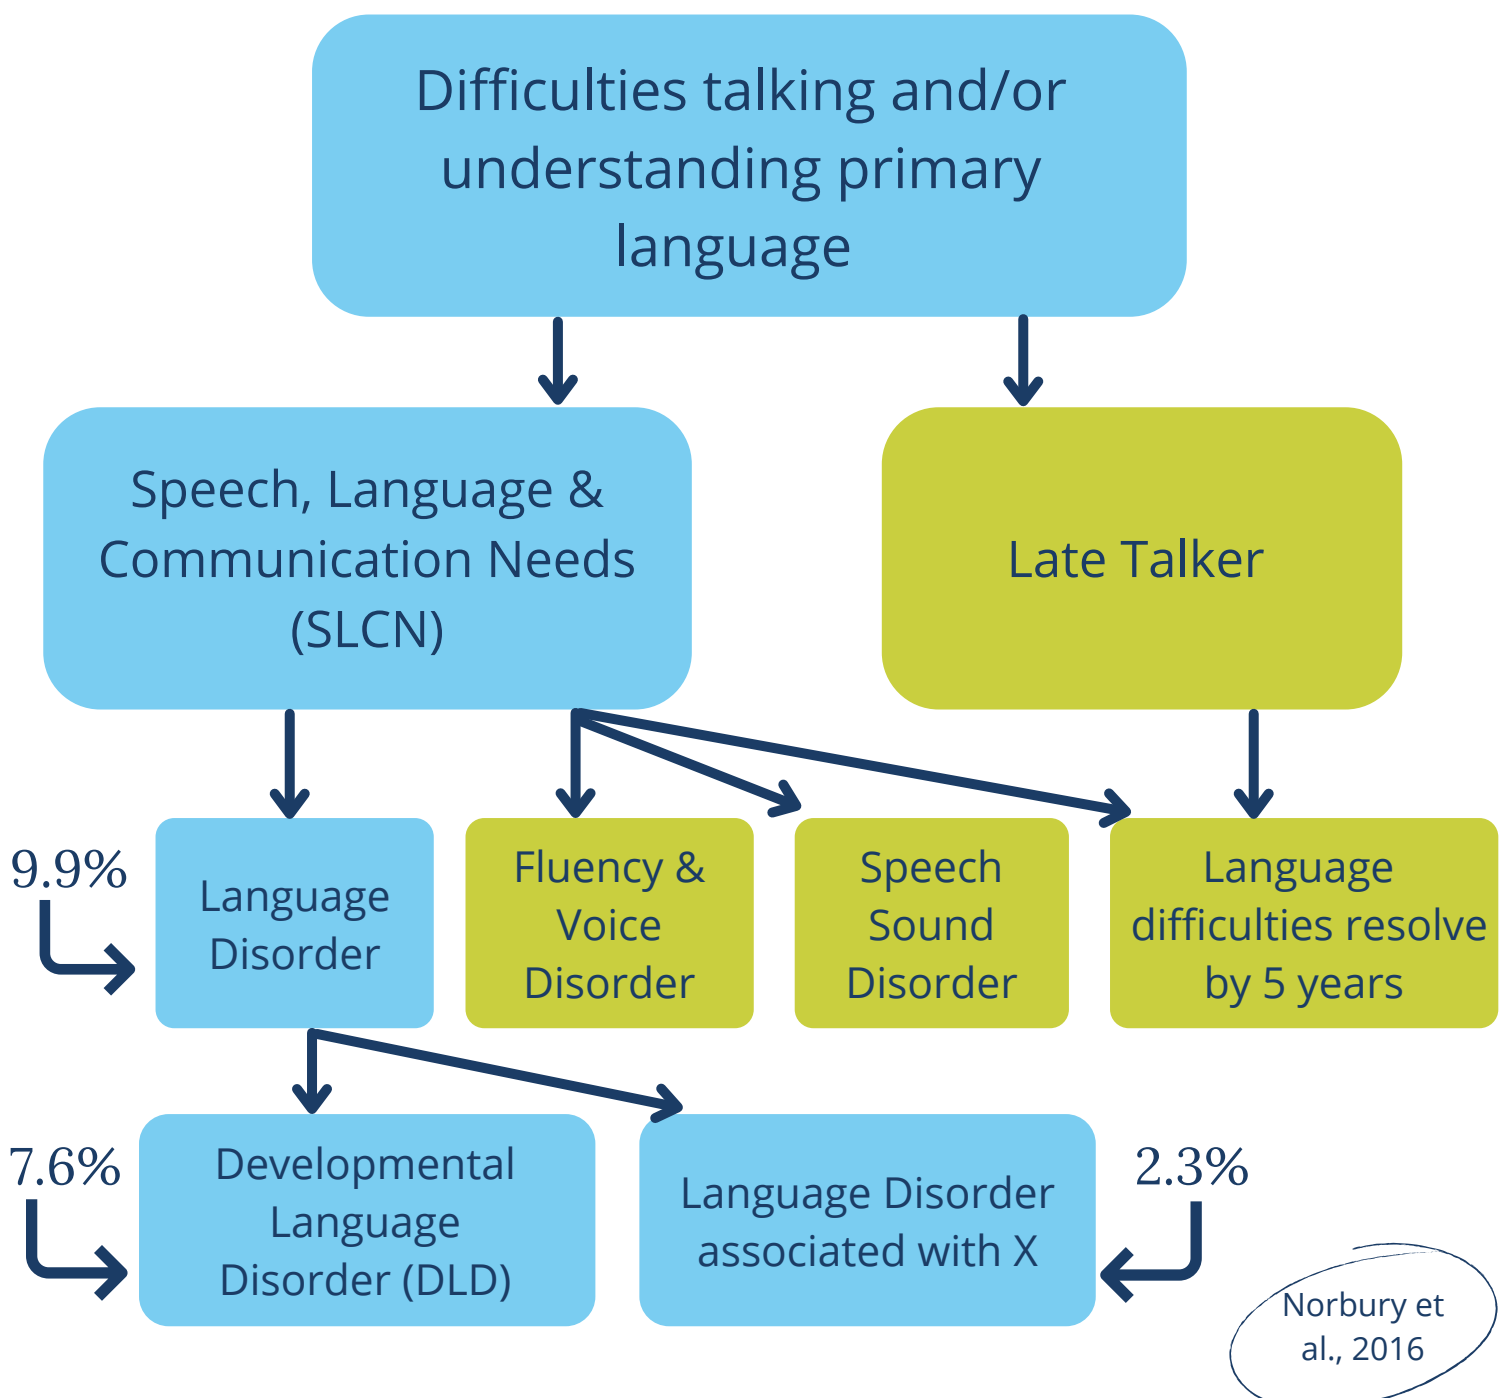 Difficulties talking and/or
understanding primary
language
Speech, Language &
Communication Needs
(SLCN)
Late Talker
9.9%
Language
Disorder
Fluency &
Voice
Disorder
Speech
Sound
Disorder
Language
difficulties resolve
by 5 years
7.6%
Developmental
Language
Disorder (DLD)
Language Disorder
associated with X
2.3%
Norbury et
al., 2016